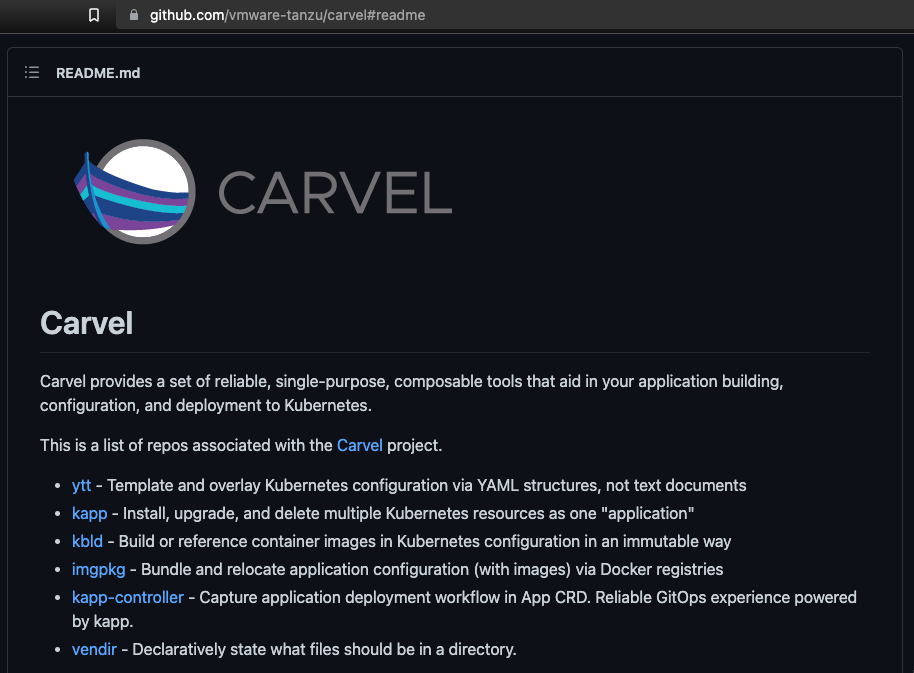 github.com/vmware-tanzu/carvel#readme
README.md
CARVEL
Carvel
Carvel provides a set of reliable, single-purpose, composable tools that aid in your application building,
configuration, and deployment to Kubernetes.
This is a list of repos associated with the Carvel project.
• ytt - Template and overlay Kubernetes configuration via YAML structures, not text documents
• kapp - Install, upgrade, and delete multiple Kubernetes resources as one "application"
• kbld - Build or reference container images in Kubernetes configuration in an immutable way
• imgpkg - Bundle and relocate application configuration (with images) via Docker registries
• kapp-controller - Capture application deployment workflow in App CRD. Reliable GitOps experience powered
by kapp.
• vendir - Declaratively state what files should be in a directory.